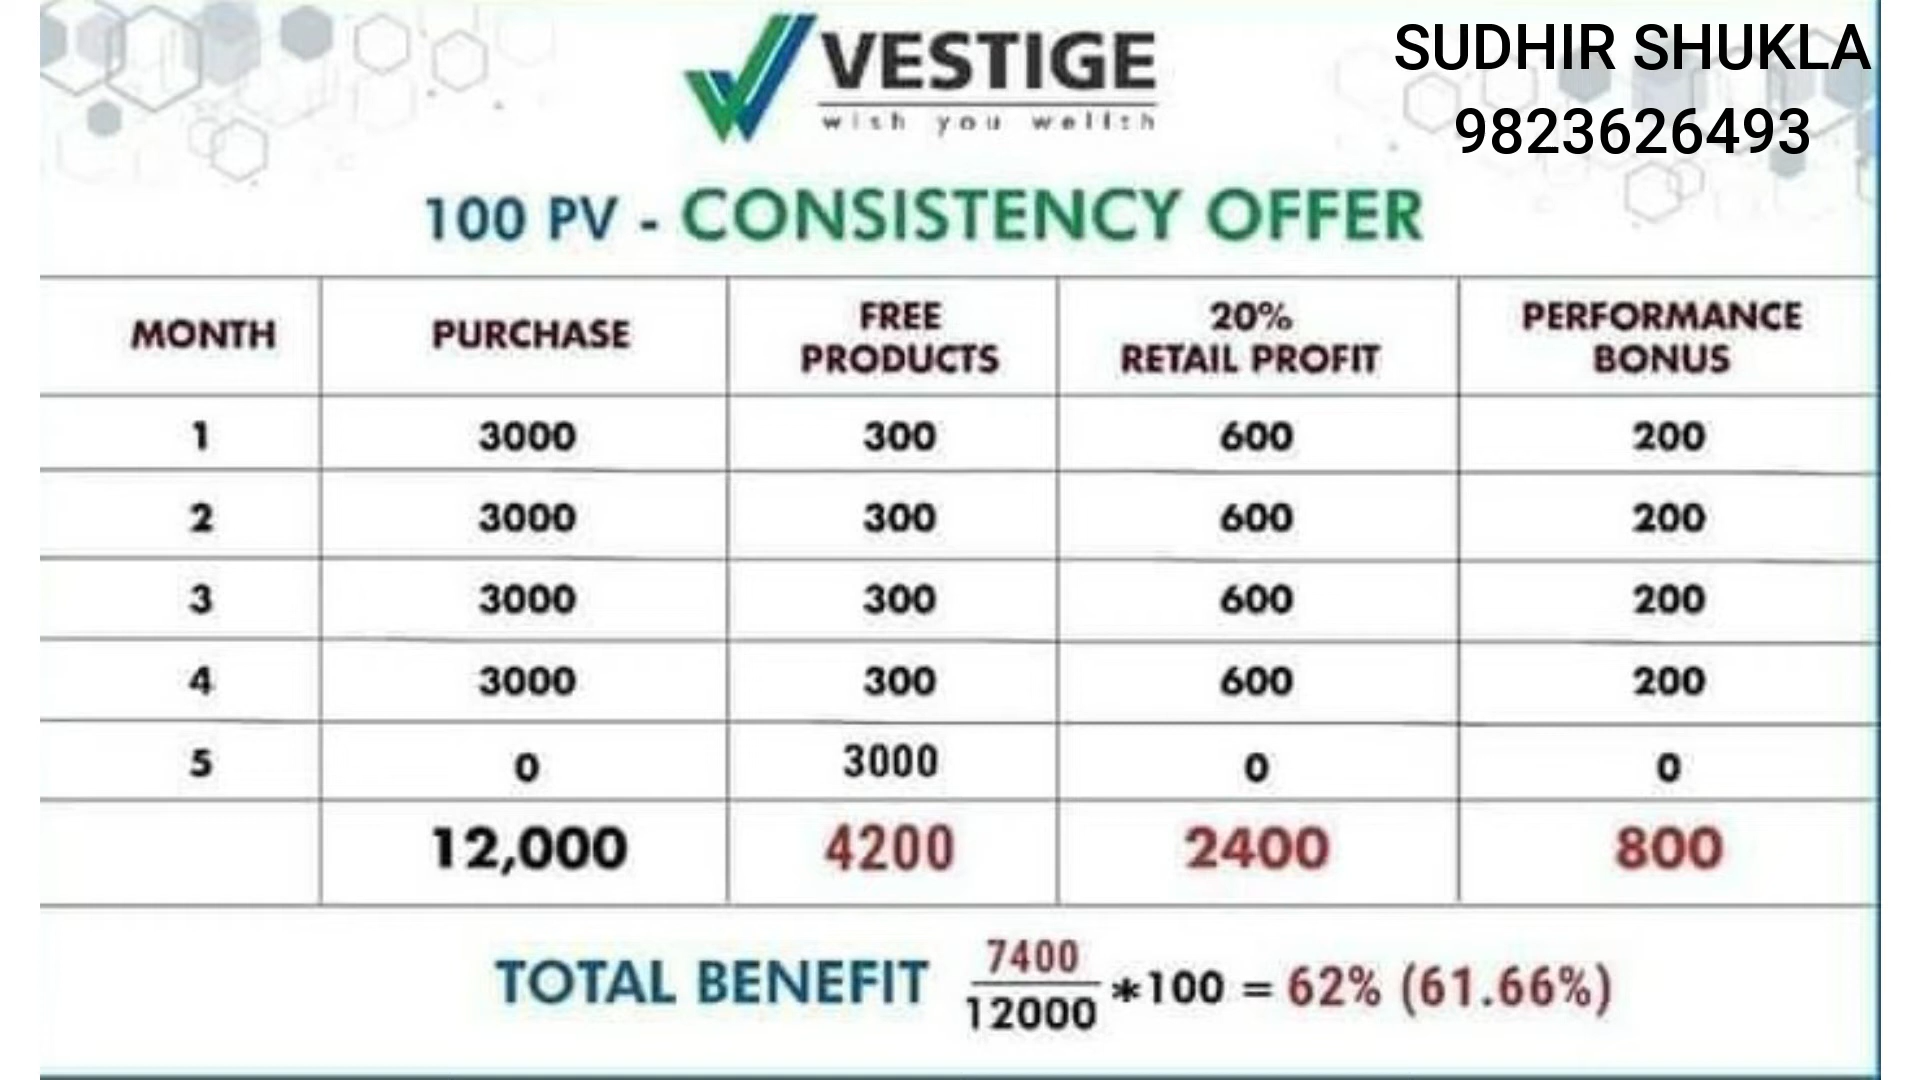 VESTIGE
wish you wellth
SUDHIR SHUKLA
9823626493
100 PV - CONSISTENCY OFFER
MONTH PURCHASE FREE PRODUCTS 20% RETAIL PROFIT PERFORMANCE BONUS
1 3000 300 600 200
2 3000 300 600 200
3 3000 300 600 200
4 3000 300 600 200
5 0 3000 0 0
12,000 4200 2400 800
TOTAL BENEFIT 7400/12000 *100 = 62% (61.66%)